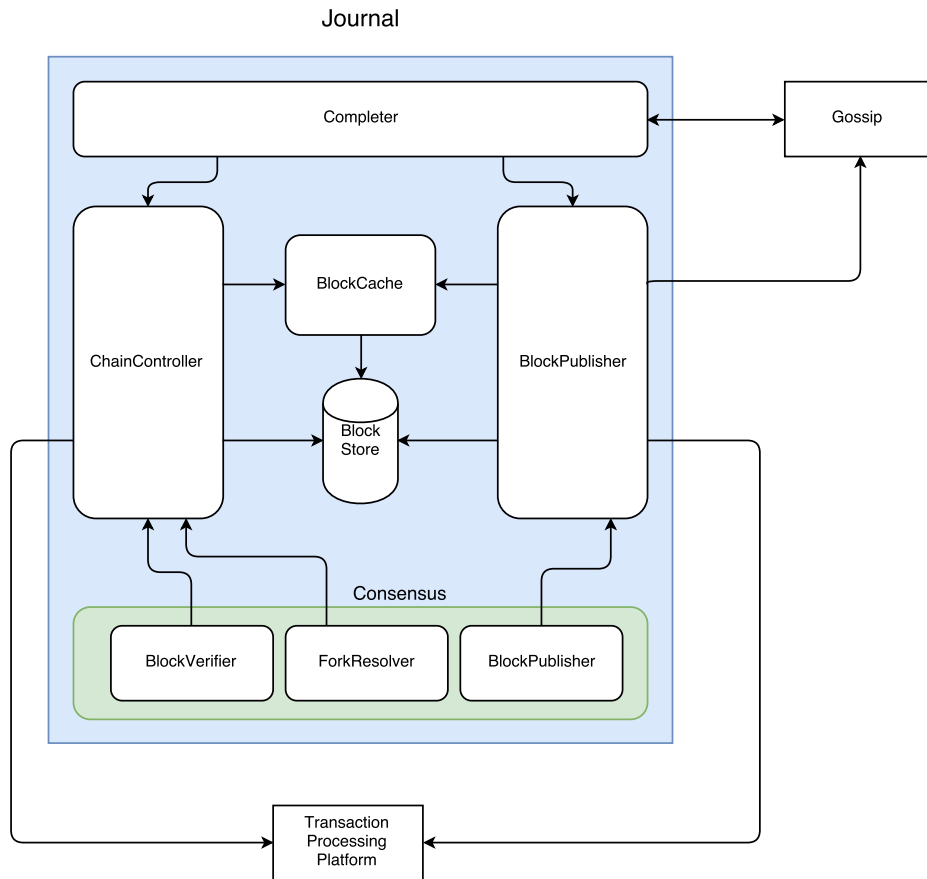 Journal
Completer
Gossip
BlockCache
ChainController
BlockPublisher
Block
Store
Consensus
BlockVerifier
ForkResolver
BlockPublisher
Transaction
Processing
Platform